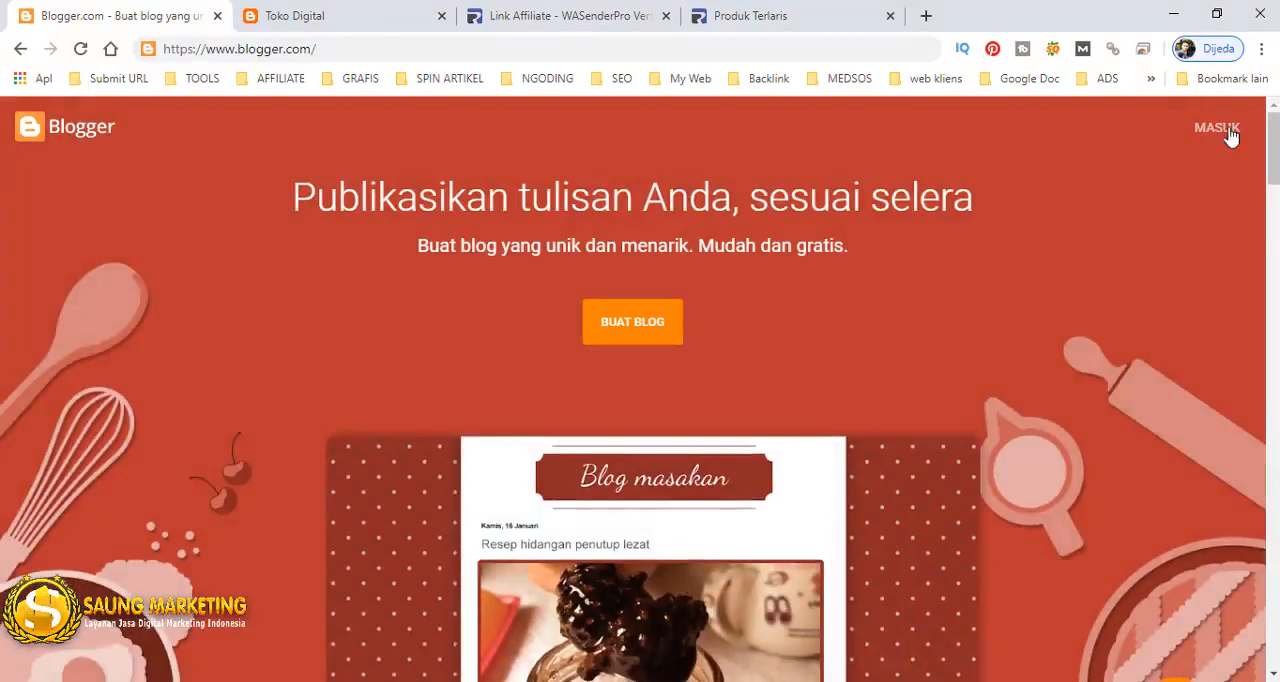 Blogger.com - Buat blog yang un
Toko Digital
Link Affiliate - WASenderPro Vers
Produk Terlaris
https://www.blogger.com/
Dijeda
Apl
Submit URL
TOOLS
AFFILIATE
GRAFIS
SPIN ARTIKEL
NGODING
SEO
My Web
Backlink
MEDSOS
web kliens
Google Doc
ADS
Bookmark lain
Blogger
MASUK
Publikasikan tulisan Anda, sesuai selera
Buat blog yang unik dan menarik. Mudah dan gratis.
BUAT BLOG
Blog masakan
Kamis, 16 Januari
Resep hidangan penutup lezat
SAUNG MARKETING
Layanan Jasa Digital Marketing Indonesia